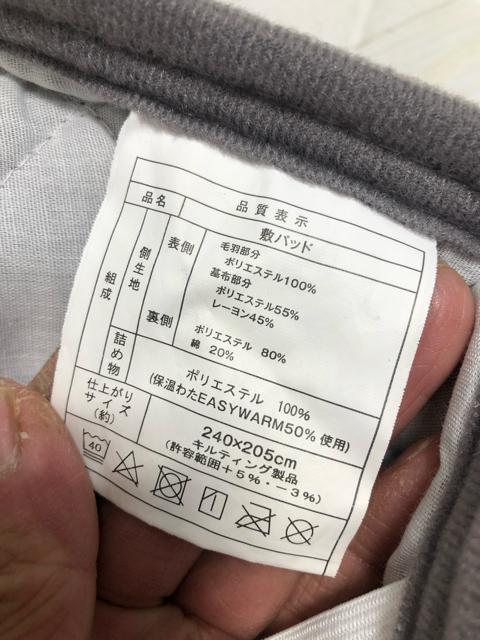 品質表示
品名 敷パッド
組成 側生地 表側 毛羽部分
ポリエステル100%
基布部分
ポリエステル55%
レーヨン45%
裏側 ポリエステル 80%
綿 20%
詰め物 ポリエステル 100%
(保温わたEASYWARM50% 使用)
仕上がりサイズ(約) 240×205cm
キルティング製品
(許容範囲+5%・-3%)
40